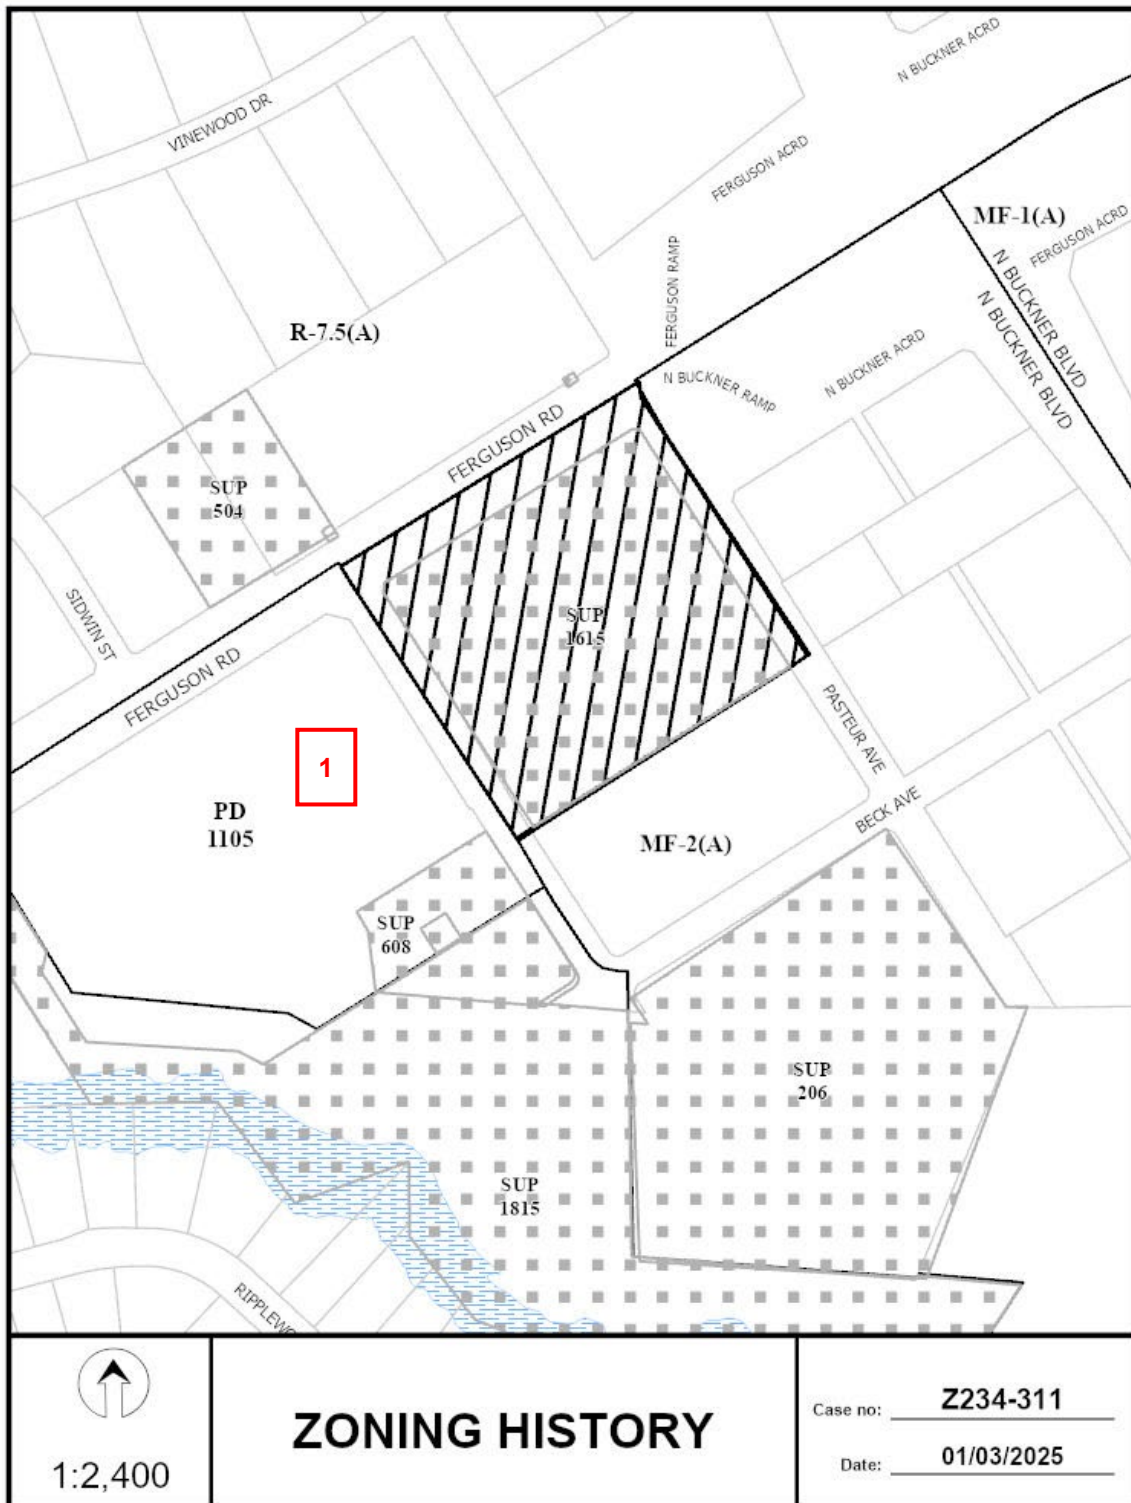 N BUCKNER ACRD
VINEWOOD DR
FERGUSON ACRD
MF-1(A)
FERGUSON ACRD
N BUCKNER BLVD
N BUCKNER BLVD
FERGUSON RAMP
R-7.5(A)
N BUCKNER RAMP
N BUCKNER ACRD
FERGUSON RD
SUP
504
SUP
1615
SIDWIN ST
FERGUSON RD
PASTEUR AVE
1
PD
1105
BECK AVE
MF-2(A)
SUP
608
SUP
206
SUP
1815
RIPPLEWO
1:2,400
ZONING HISTORY
Case no: Z234-311
Date: 01/03/2025